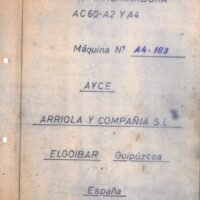 AC60-A2 Y A4
Máquina Nº A4-183
AYCE
ARRIOLA Y COMPAÑIA S.L.
ELGOIBAR Guipúzcoa
España